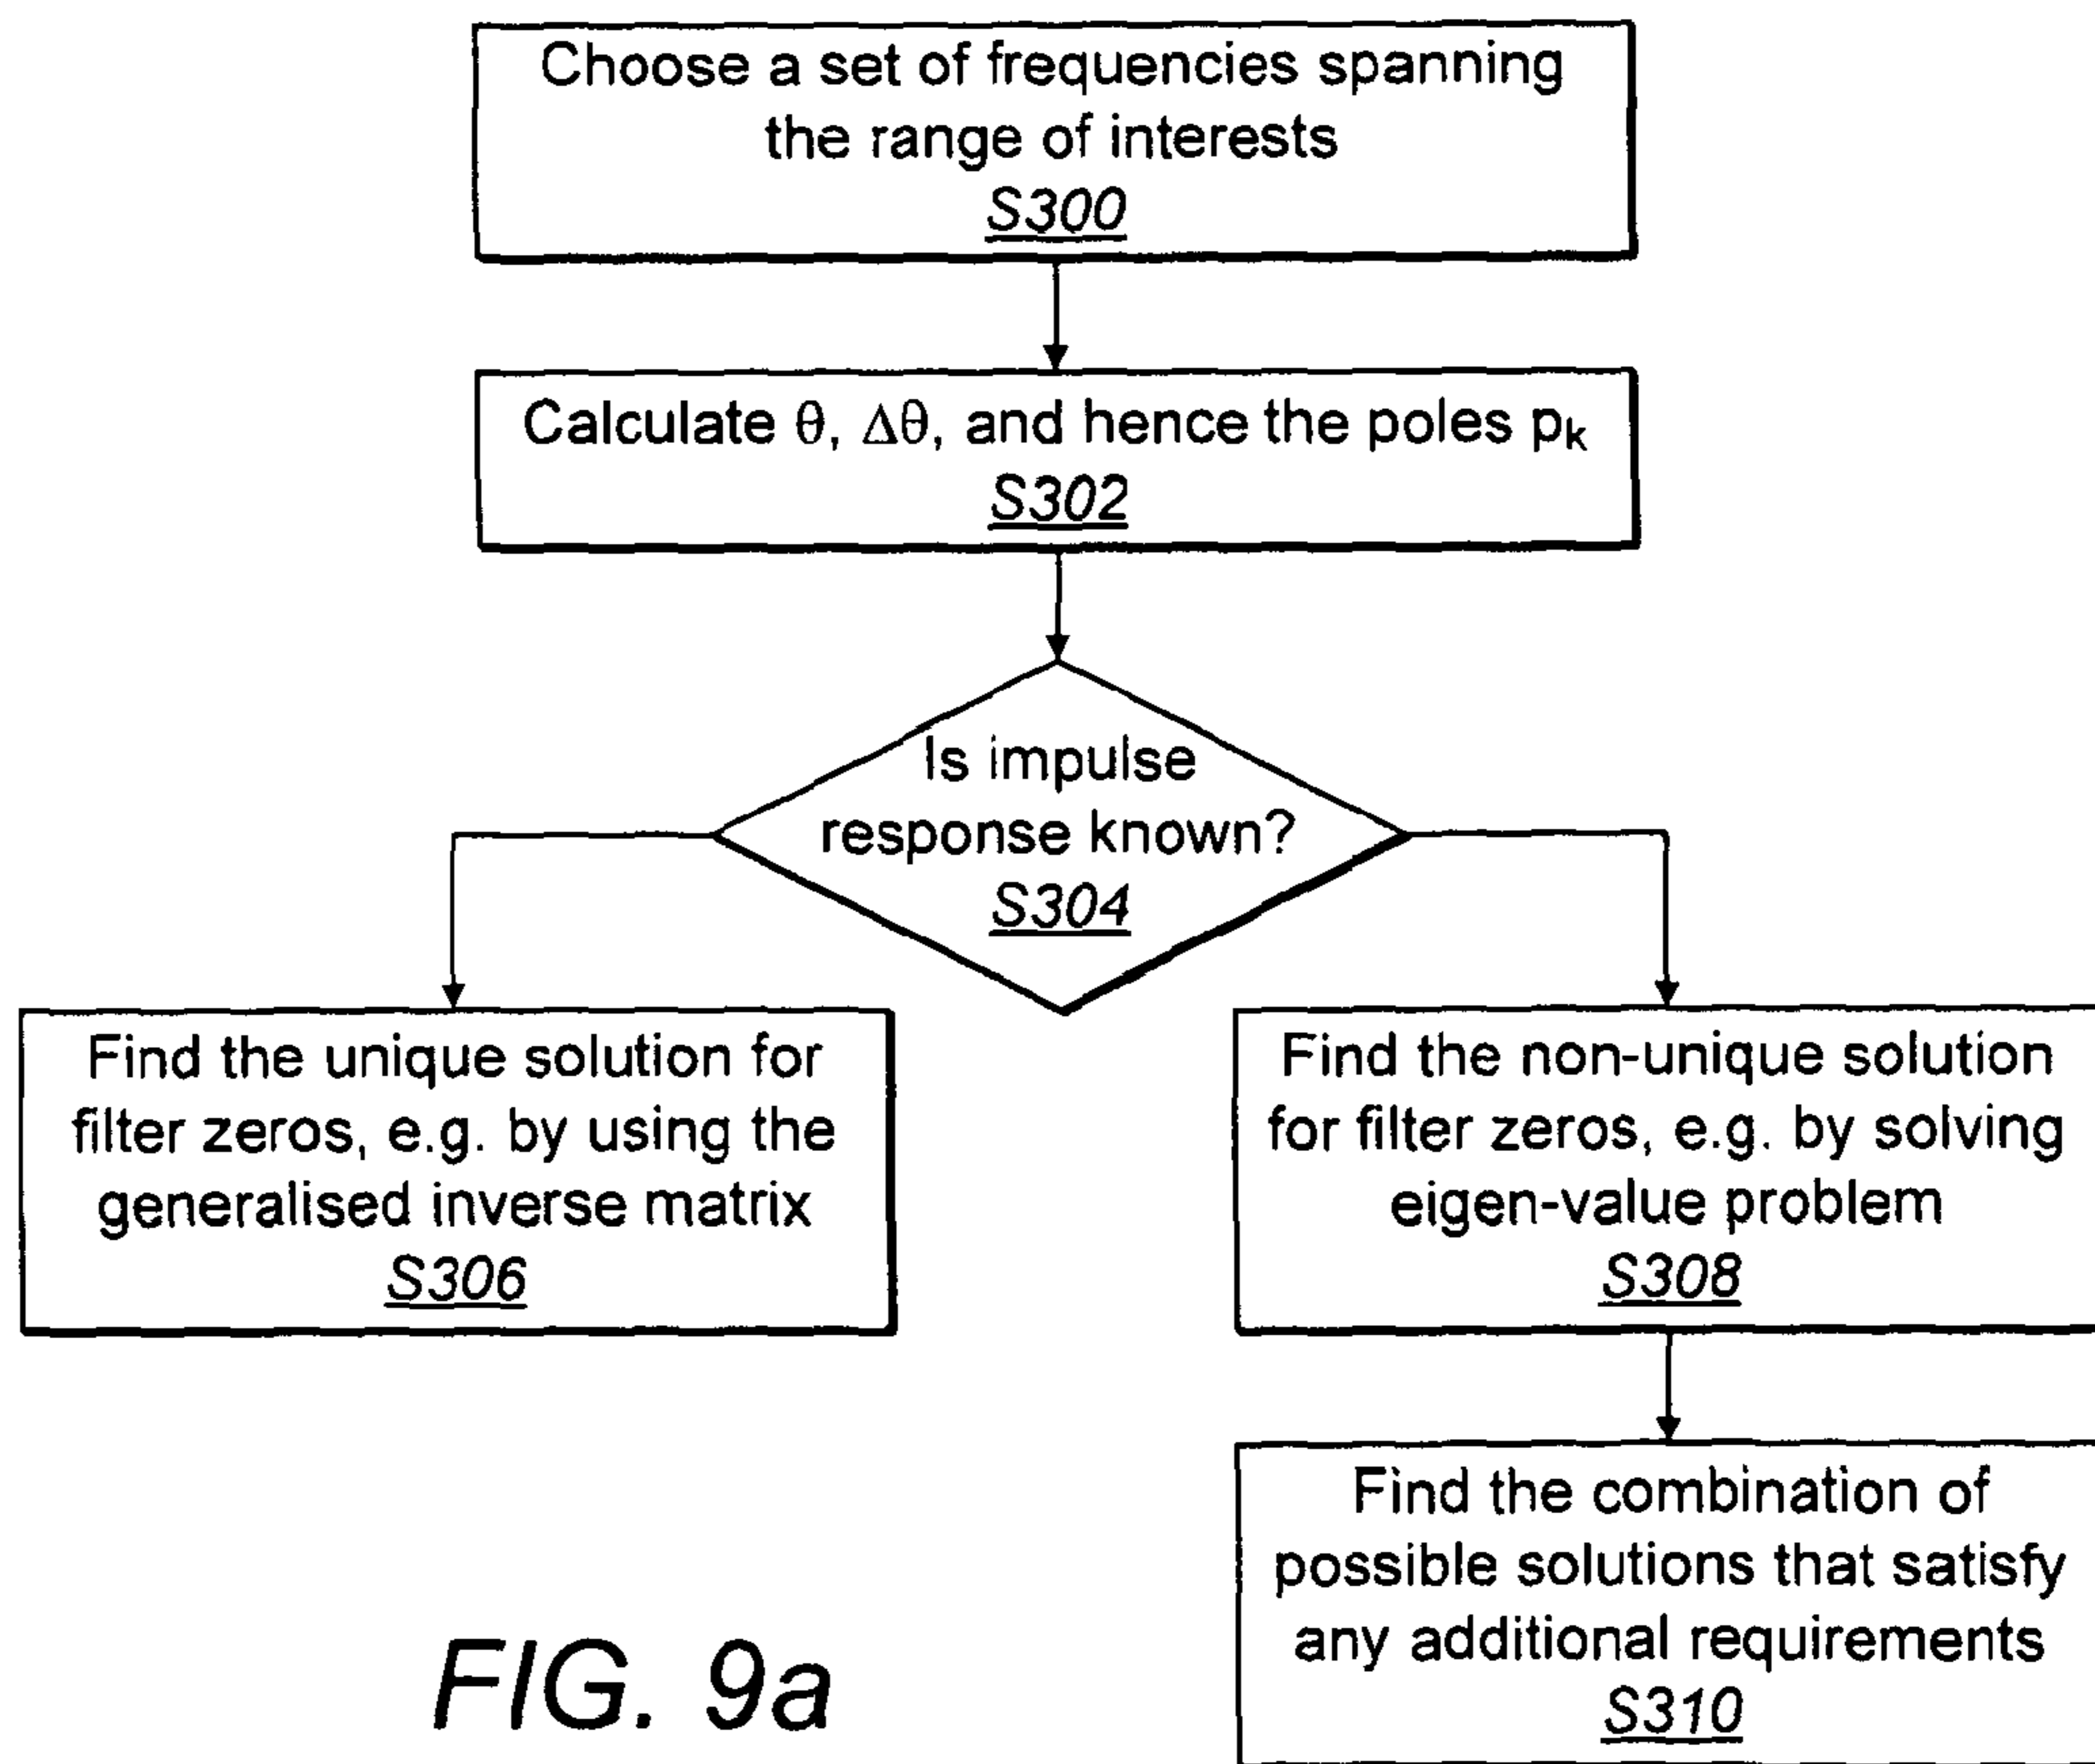 Choose a set of frequencies spanning
the range of interests
S300
Calculate θ, Δθ, and hence the poles pk
S302
Is impulse
response known?
S304
Find the unique solution for
filter zeros, e.g. by using the
generalised inverse matrix
S306
Find the non-unique solution
for filter zeros, e.g. by solving
eigen-value problem
S308
Find the combination of
possible solutions that satisfy
any additional requirements
S310
FIG. 9a